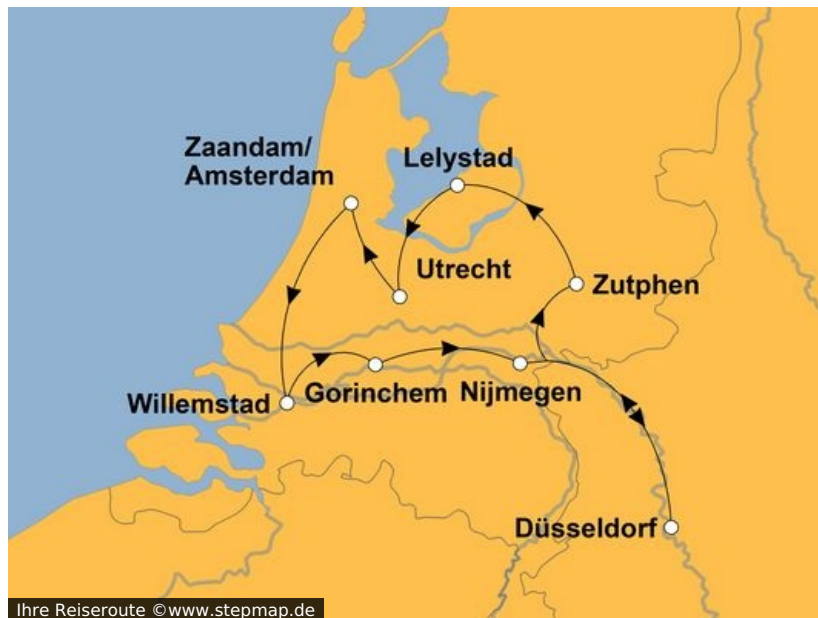 Zaandam/
Amsterdam
Lelystad
Utrecht
Zutphen
Willemstad
Gorinchem
Nijmegen
Düsseldorf
Ihre Reiseroute ©www.stepmap.de